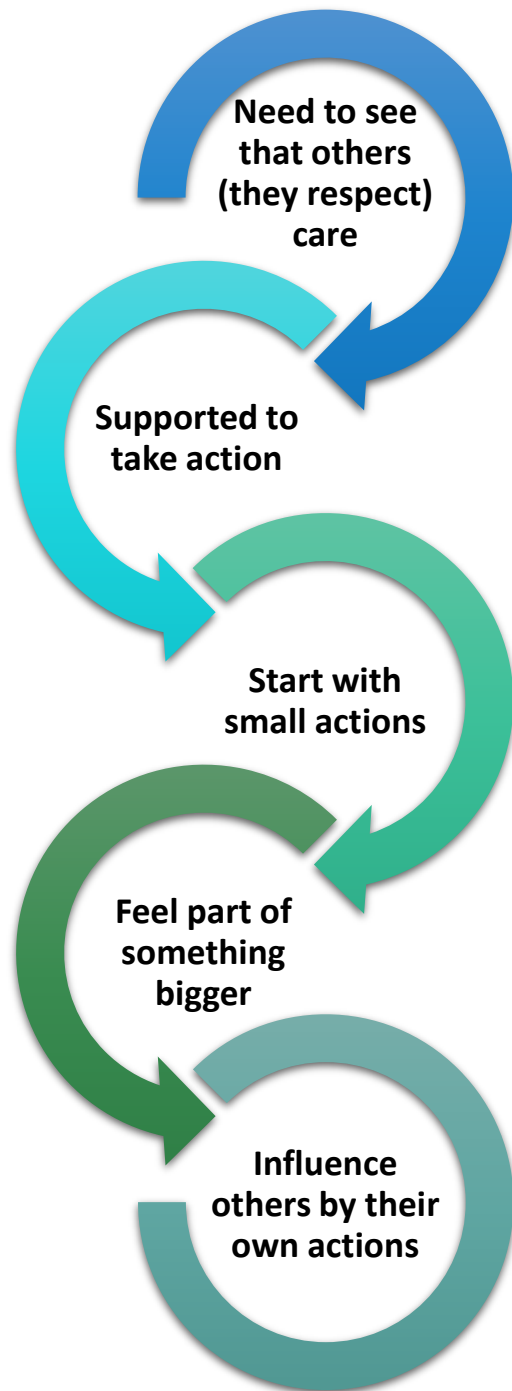 Need to see
that others
(they respect)
care
Supported to
take action
Start with
small actions
Feel part of
something
bigger
Influence
others by their
own actions